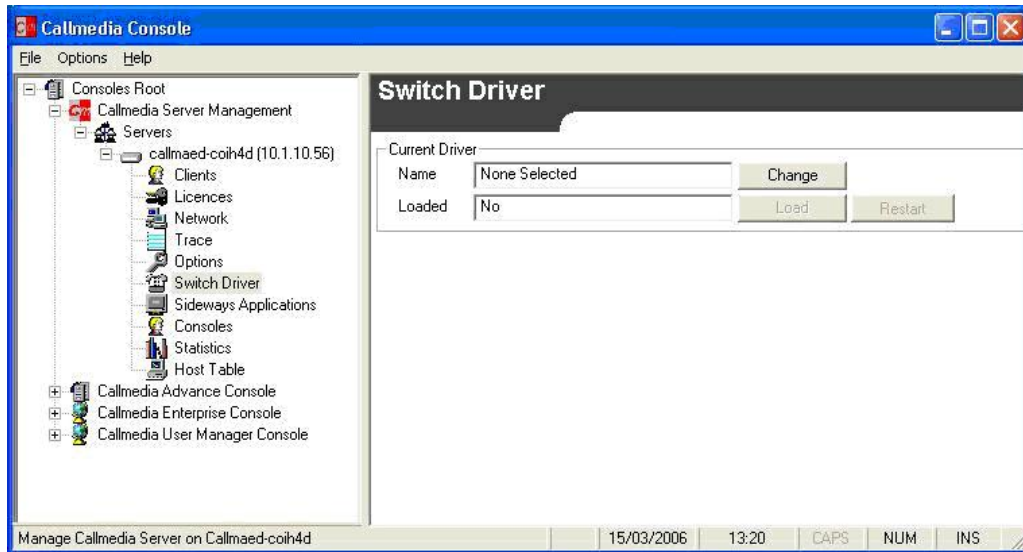 Callmedia Console
File Options Help
Consoles Root
Callmedia Server Management
Servers
callmaed-coih4d (10.1.10.56)
Clients
Licences
Network
Trace
Options
Switch Driver
Sideways Applications
Consoles
Statistics
Host Table
Callmedia Advance Console
Callmedia Enterprise Console
Callmedia User Manager Console
Switch Driver
Current Driver
Name None Selected Change
Loaded No Load Restart
Manage Callmedia Server on Callmaed-coih4d 15/03/2006 13:20 CAPS NUM INS